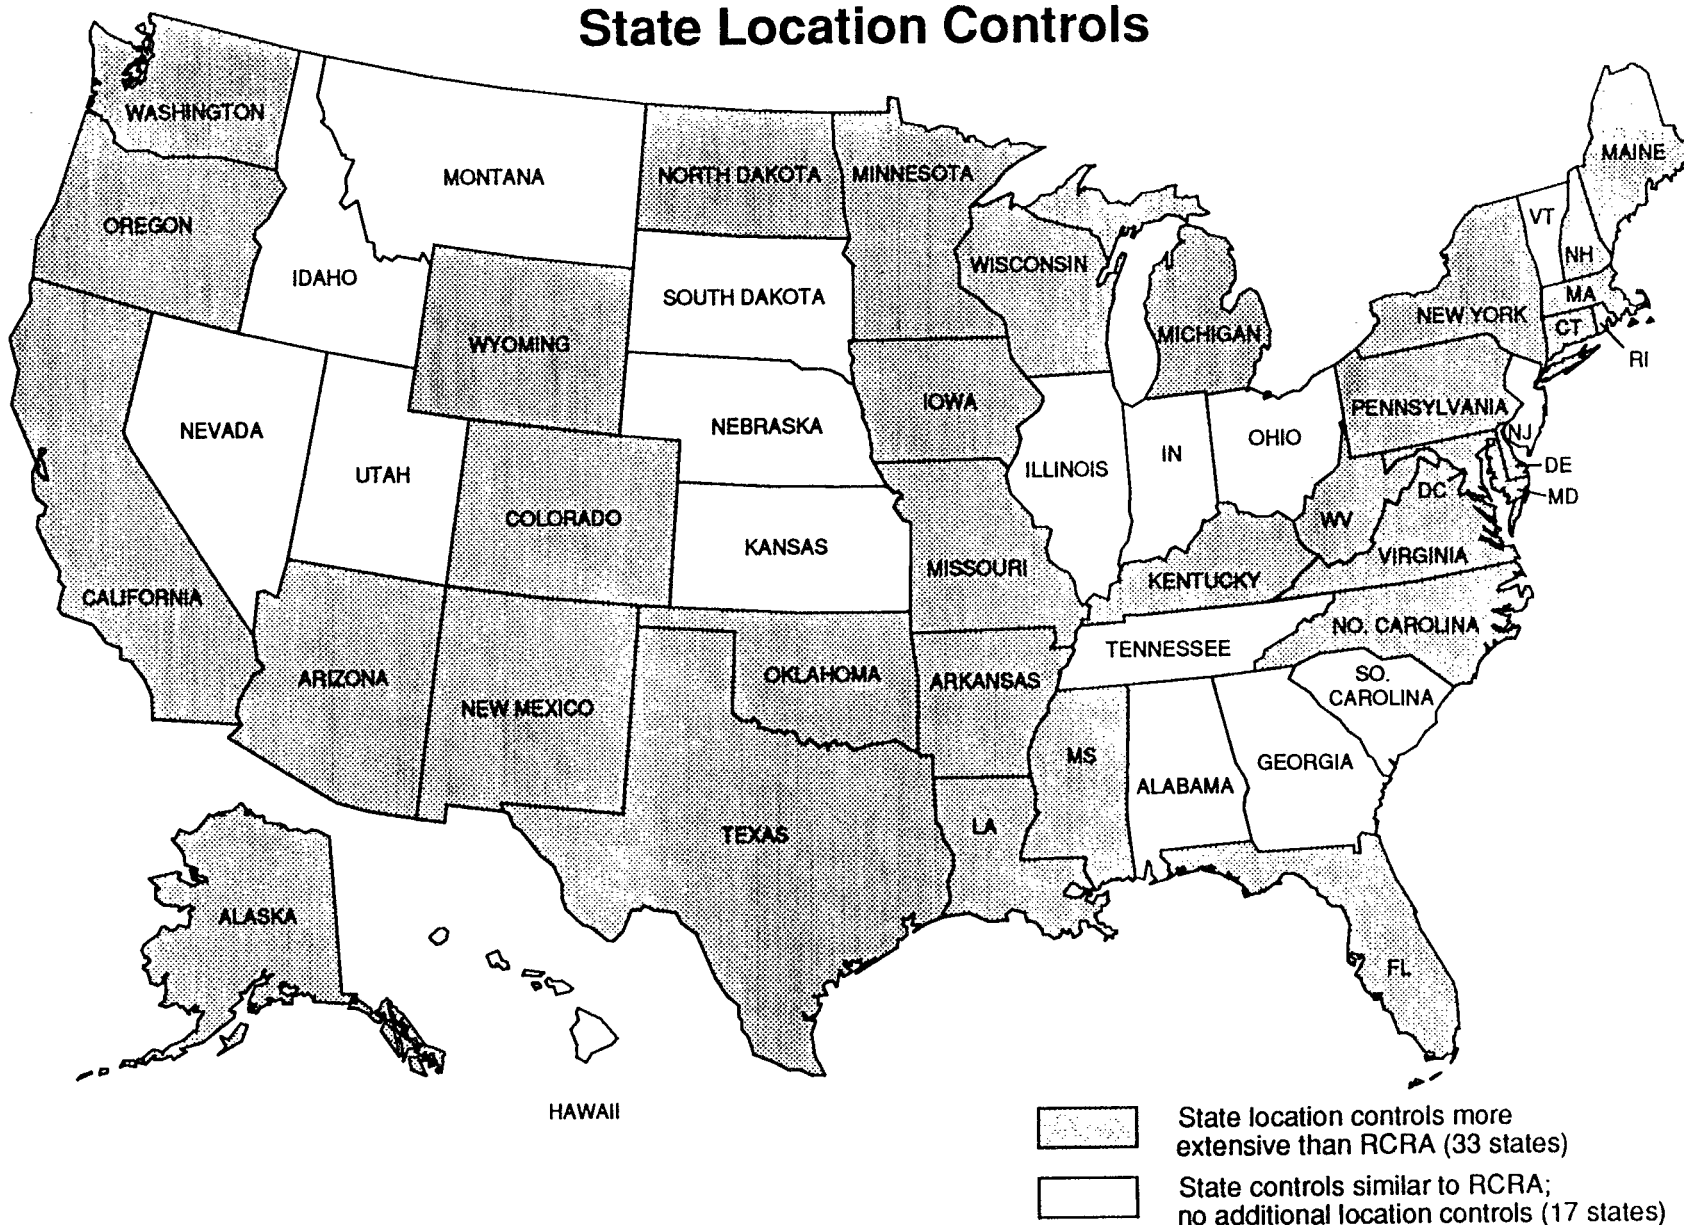 State Location Controls
WASHINGTON
MONTANA
NORTH DAKOTA
MINNESOTA
MAINE
OREGON
VT
NH
IDAHO
WISCONSIN
SOUTH DAKOTA
MA
NEW YORK
CT
WYOMING
MICHIGAN
RI
IOWA
PENNSYLVANIA
NEVADA
NEBRASKA
OHIO
NJ
UTAH
ILLINOIS
IN
DE
DC
MD
COLORADO
WV
KANSAS
VIRGINIA
MISSOURI
KENTUCKY
CALIFORNIA
NO. CAROLINA
TENNESSEE
ARIZONA
OKLAHOMA
ARKANSAS
SO.
CAROLINA
NEW MEXICO
MS
GEORGIA
ALABAMA
TEXAS
LA
ALASKA
FL
HAWAII
State location controls more
extensive than RCRA (33 states)
State controls similar to RCRA;
no additional location controls (17 states)